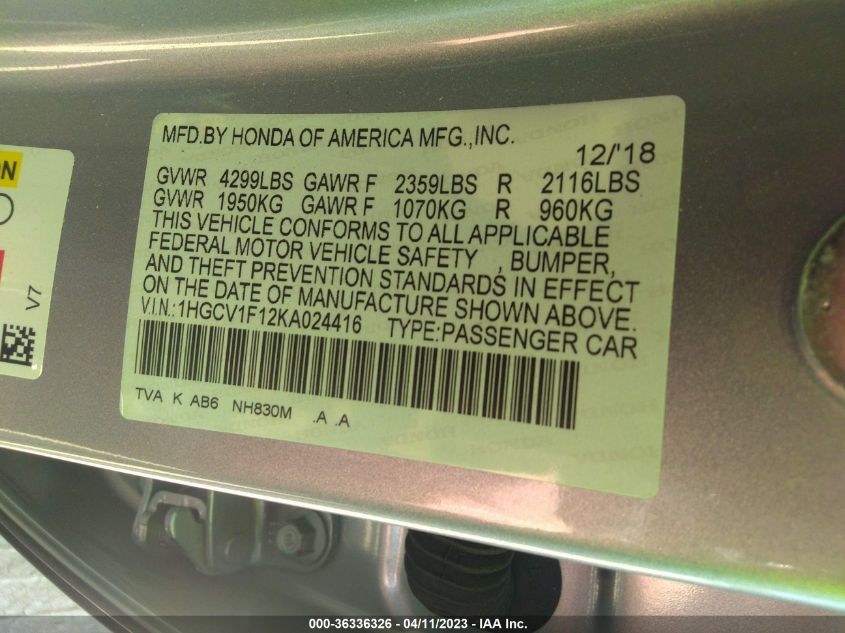 ON
V7
MFD.BY HONDA OF AMERICA MFG.,INC.
12/'18
GVWR 4299LBS GAWR F 2359LBS R 2116LBS
GVWR 1950KG GAWR F 1070KG R 960KG
THIS VEHICLE CONFORMS TO ALL APPLICABLE
FEDERAL MOTOR VEHICLE SAFETY , BUMPER,
AND THEFT PREVENTION STANDARDS IN EFFECT
ON THE DATE OF MANUFACTURE SHOWN ABOVE.
V.I.N.:1HGCV1F12KA024416 TYPE:PASSENGER CAR
TVA K AB6 NH830M .A .A
000-36336326 - 04/11/2023 - IAA Inc.